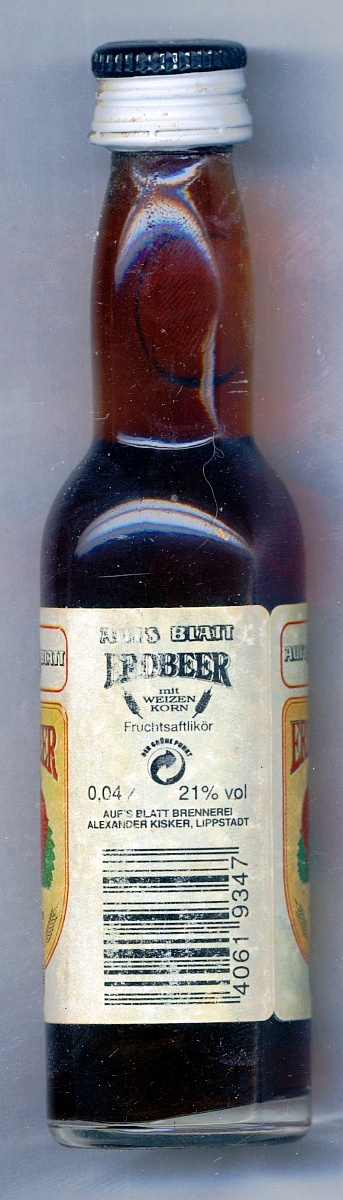 AUF'S BLATT
ERDBEER
mit
WEIZEN
KORN
Fruchtsaftlikör
DER GRÜNE PUNKT
0,04 l 21% vol
AUF'S BLATT BRENNEREI
ALEXANDER KISKER, LIPPSTADT
4061 9347